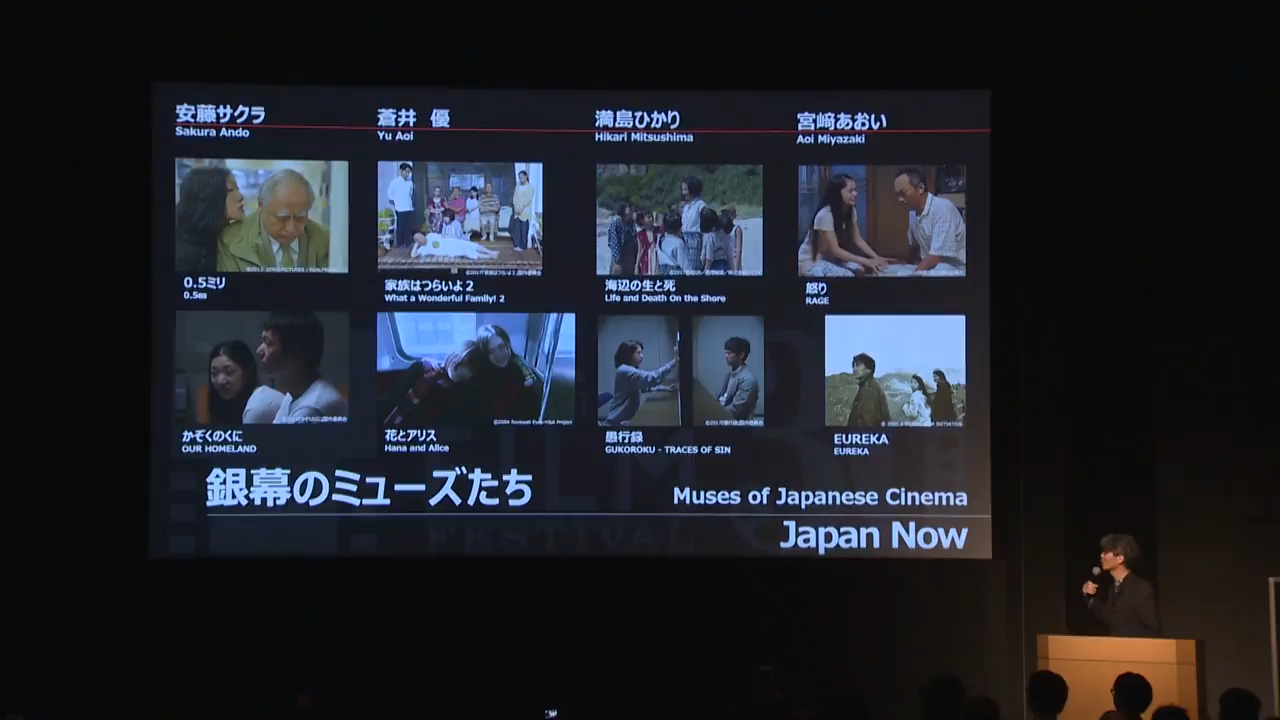 安藤サクラ
Sakura Ando
蒼井 優
Yu Aoi
満島ひかり
Hikari Mitsushima
宮﨑あおい
Aoi Miyazaki
0.5ミリ
0.5㎜
家族はつらいよ2
What a Wonderful Family! 2
海辺の生と死
Life and Death On the Shore
怒り
RAGE
かぞくのくに
OUR HOMELAND
花とアリス
Hana and Alice
愚行録
GUKOROKU - TRACES OF SIN
EUREKA
EUREKA
銀幕のミューズたち
Muses of Japanese Cinema
Japan Now
FILM
FESTIVAL